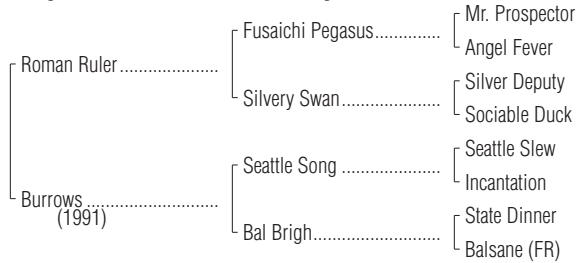 Mr. Prospector
Fusaichi Pegasus..............
Angel Fever
Roman Ruler.....................
Silver Deputy
Silvery Swan.....................
Sociable Duck
Seattle Slew
Seattle Song .....................
Incantation
Burrows ............................
(1991)
State Dinner
Bal Brigh...........................
Balsane (FR)